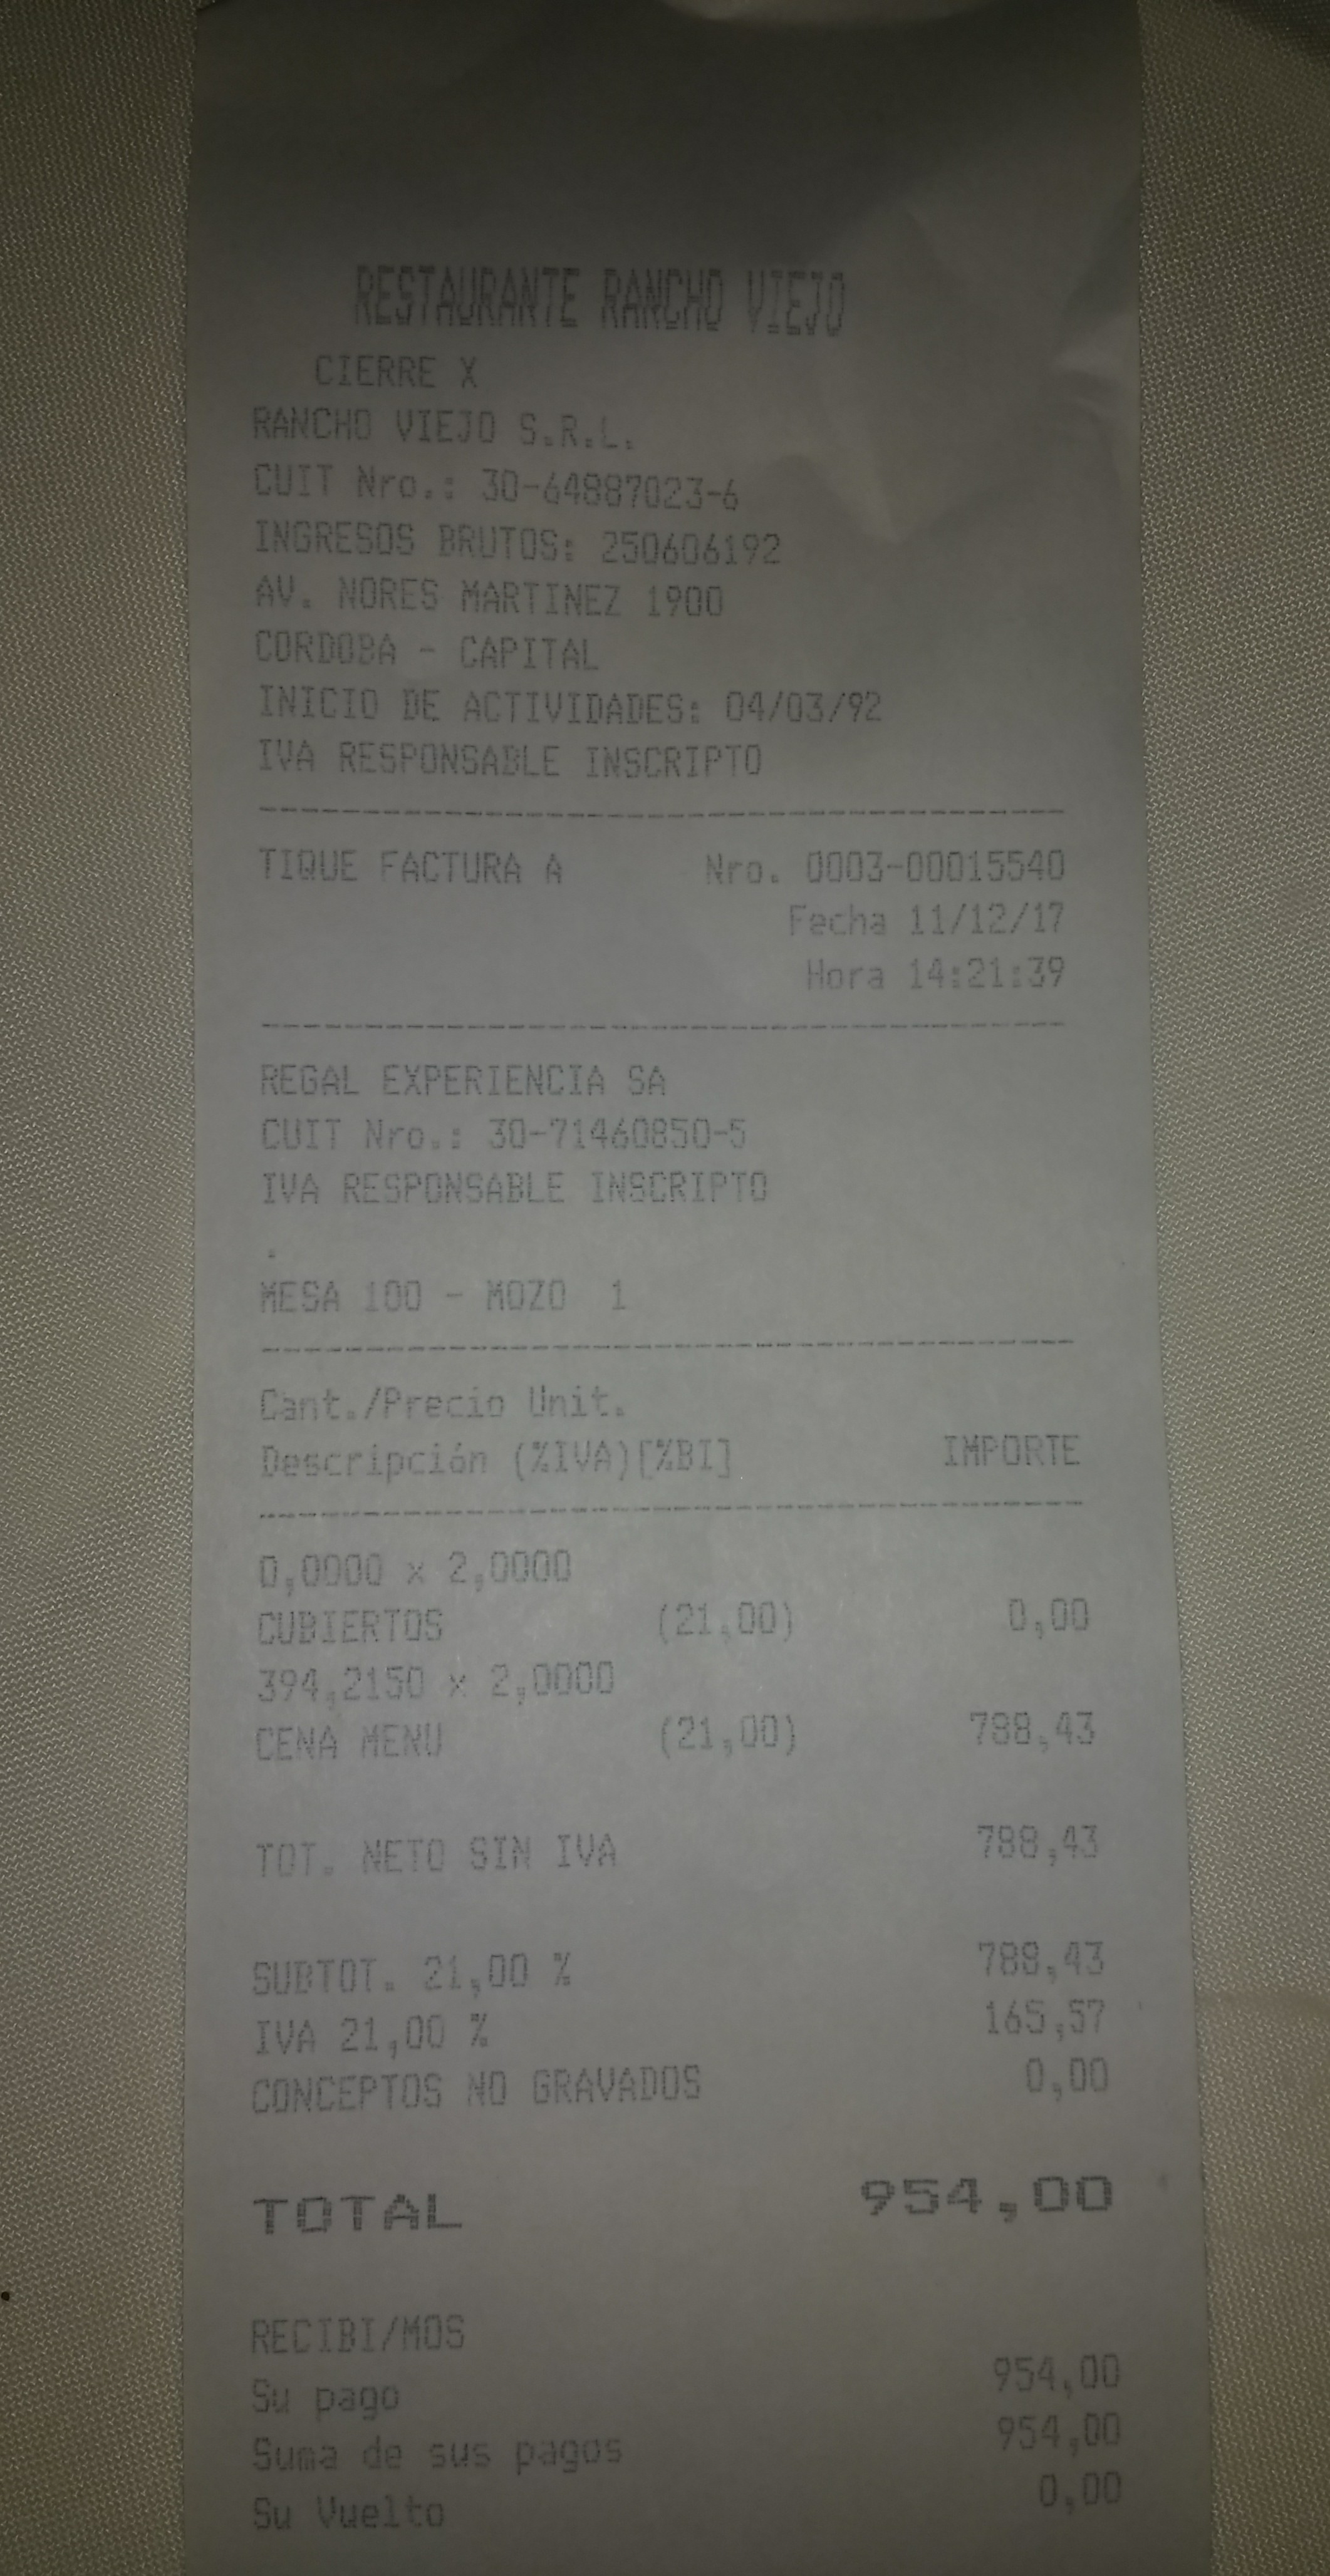 RESTAURANTE RANCHO VIEJO
CIERRE X
RANCHO VIEJO S.R.L.
CUIT Nro.: 30-64887023-6
INGRESOS BRUTOS: 250606192
AV. NORES MARTINEZ 1900
CORDOBA - CAPITAL
INICIO DE ACTIVIDADES: 04/03/92
IVA RESPONSABLE INSCRIPTO
TIQUE FACTURA A Nro. 0003-00015540
Fecha 11/12/17
Hora 14:21:39
REGAL EXPERIENCIA SA
CUIT Nro.: 30-71460850-5
IVA RESPONSABLE INSCRIPTO
.
MESA 100 - MOZO 1
Cant./Precio Unit.
Descripción (%IVA)[%BI] IMPORTE
0,0000 x 2,0000
CUBIERTOS (21,00) 0,00
394,2150 x 2,0000
CENA MENU (21,00) 788,43
TOT. NETO SIN IVA 788,43
SUBTOT. 21,00 % 788,43
IVA 21,00 % 165,57
CONCEPTOS NO GRAVADOS 0,00
TOTAL 954,00
RECIBI/MOS
Su pago 954,00
Suma de sus pagos 954,00
Su Vuelto 0,00